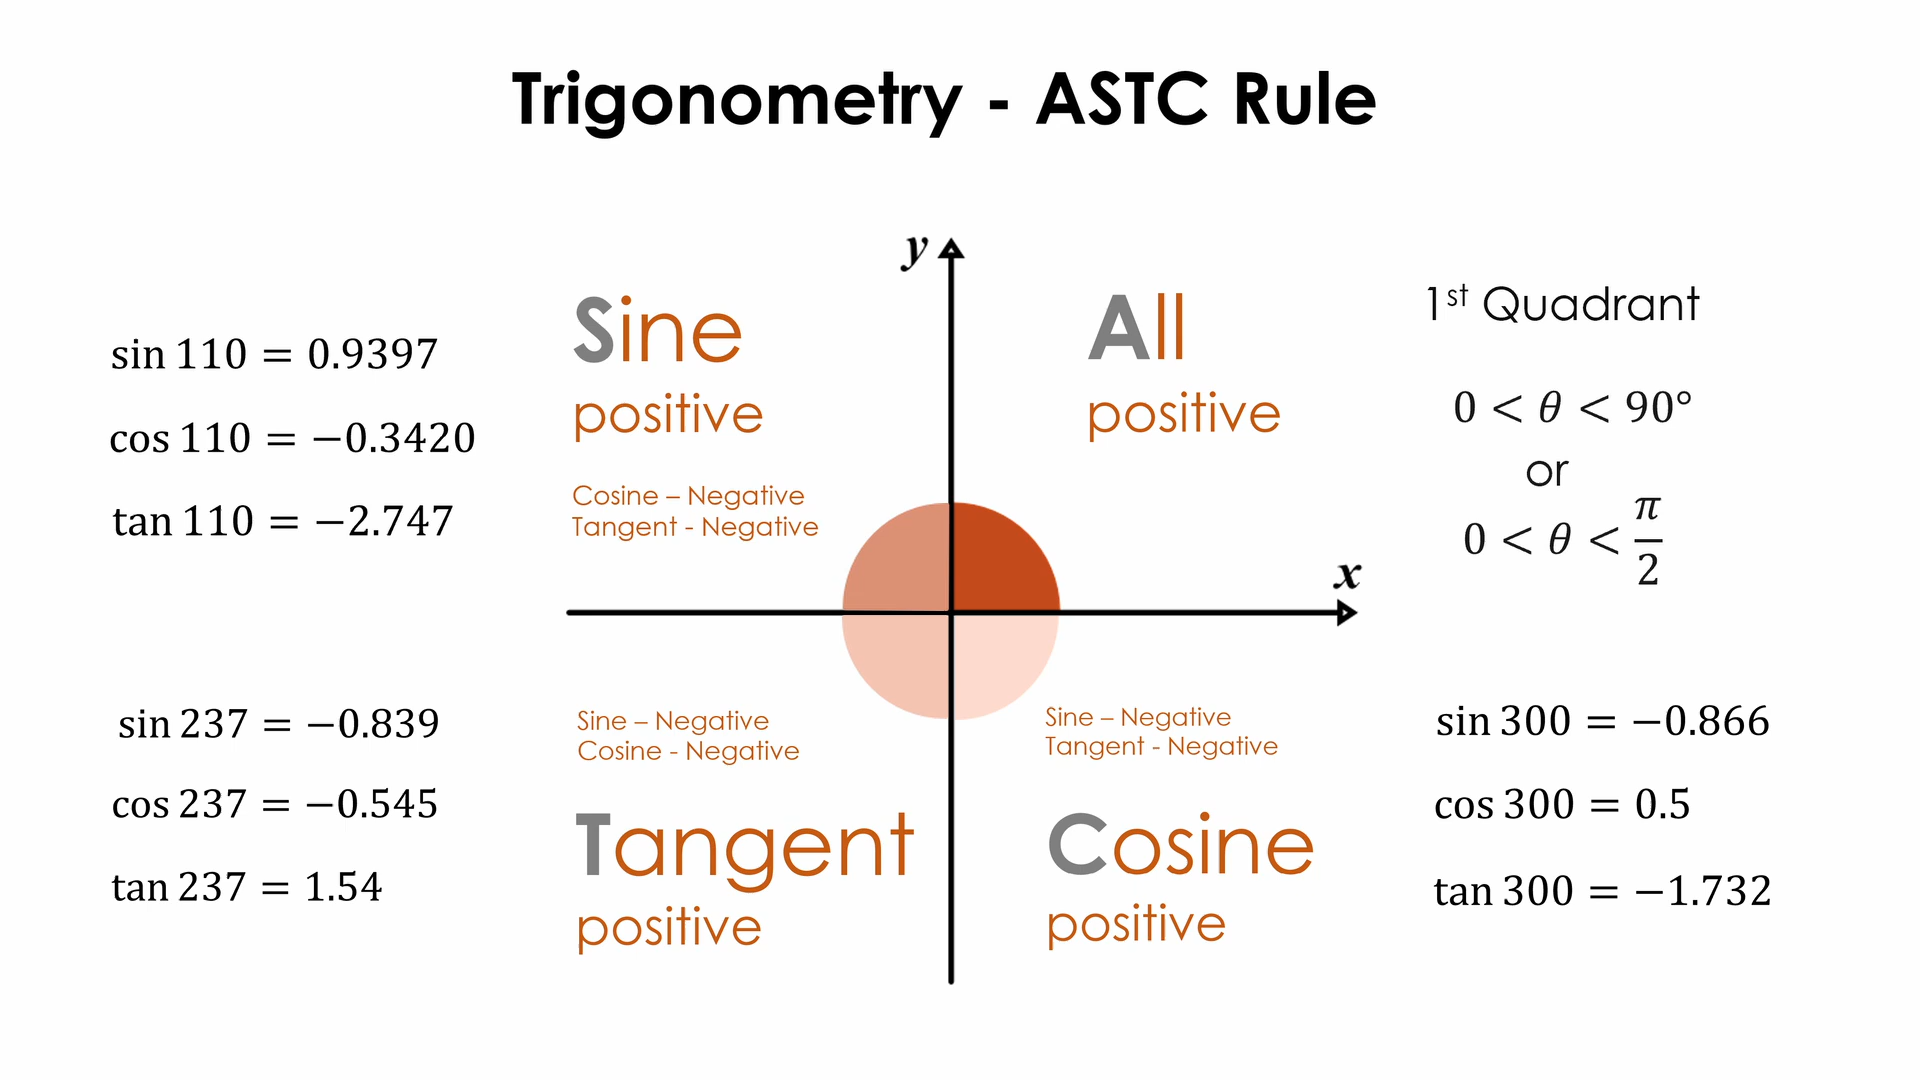 Trigonometry - ASTC Rule
y
x
sin 110 = 0.9397
cos 110 = −0.3420
tan 110 = −2.747
Sine
positive
Cosine – Negative
Tangent - Negative
All
positive
1st Quadrant
0 < θ < 90°
or
0 < θ < π/2
sin 237 = −0.839
cos 237 = −0.545
tan 237 = 1.54
Sine – Negative
Cosine - Negative
Tangent
positive
Sine – Negative
Tangent - Negative
Cosine
positive
sin 300 = −0.866
cos 300 = 0.5
tan 300 = −1.732